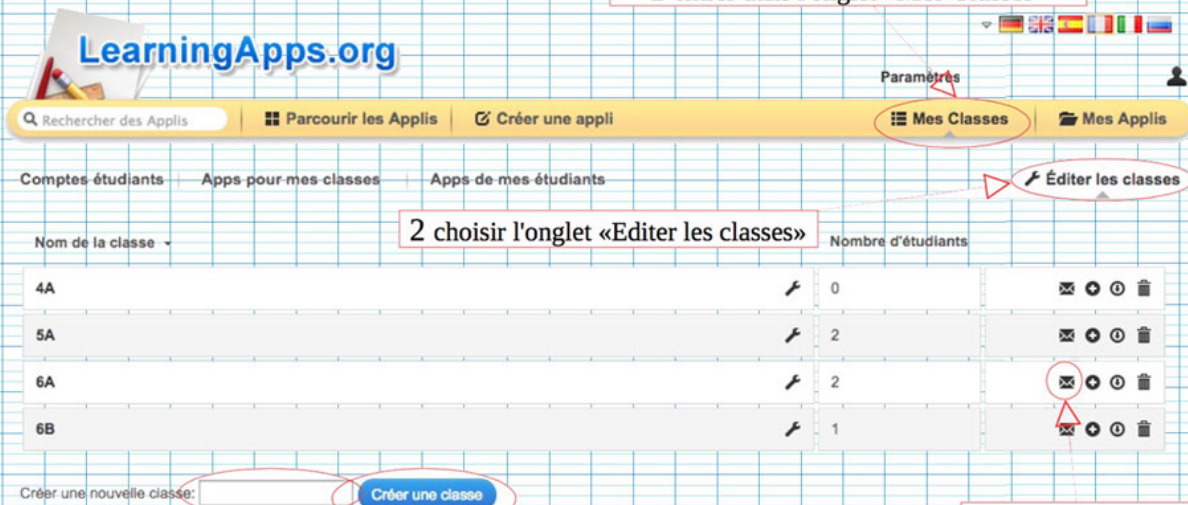 LearningApps.org
Paramètres
Rechercher des Applis
Parcourir les Applis
Créer une appli
Mes Classes
Mes Applis
Comptes étudiants
Apps pour mes classes
Apps de mes étudiants
Éditer les classes
2 choisir l'onglet «Editer les classes»
Nom de la classe
Nombre d'étudiants
4A 0
5A 2
6A 2
6B 1
Créer une nouvelle classe:
Créer une classe